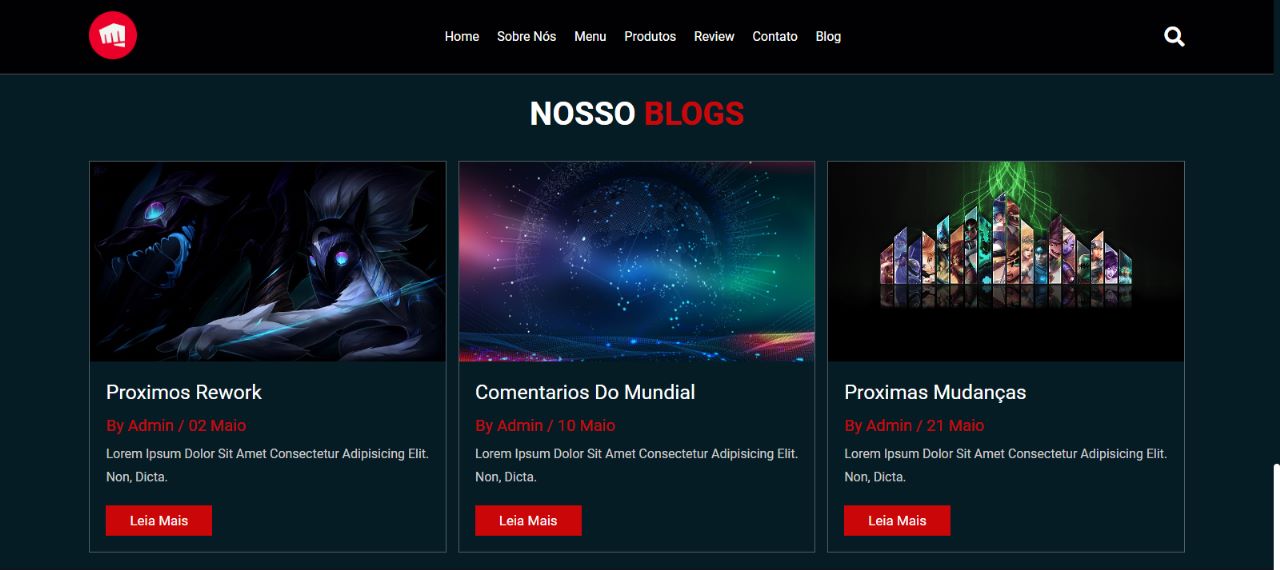 Home Sobre Nós Menu Produtos Review Contato Blog
NOSSO BLOGS
Proximos Rework
By Admin / 02 Maio
Lorem Ipsum Dolor Sit Amet Consectetur Adipisicing Elit.
Non, Dicta.
Leia Mais
Comentarios Do Mundial
By Admin / 10 Maio
Lorem Ipsum Dolor Sit Amet Consectetur Adipisicing Elit.
Non, Dicta.
Leia Mais
Proximas Mudanças
By Admin / 21 Maio
Lorem Ipsum Dolor Sit Amet Consectetur Adipisicing Elit.
Non, Dicta.
Leia Mais